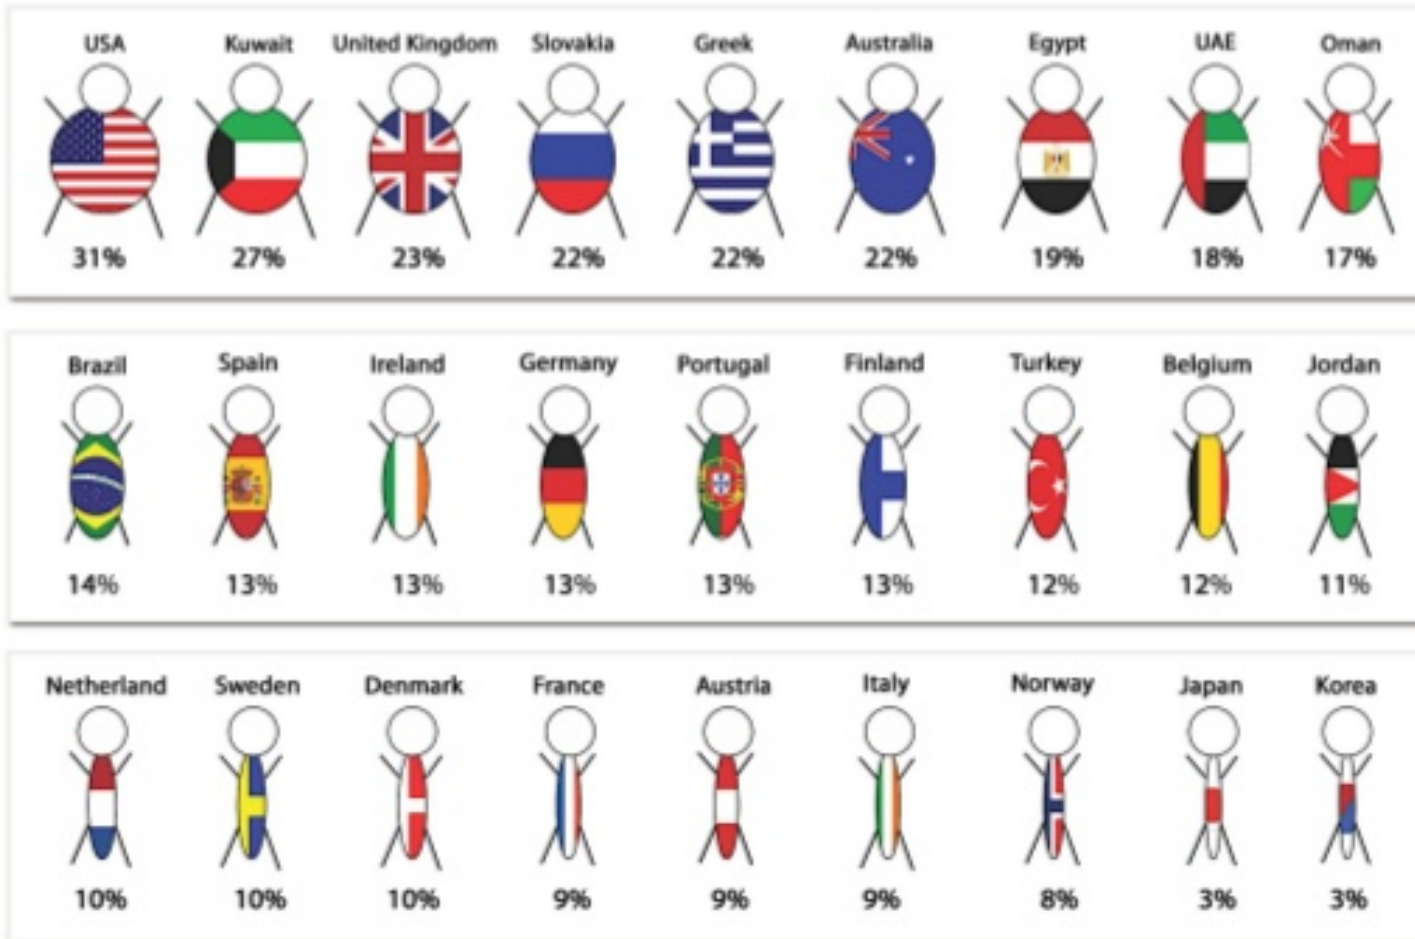 USA Kuwait United Kingdom Slovakia Greek Australia Egypt UAE Oman
31% 27% 23% 22% 22% 22% 19% 18% 17%
Brazil Spain Ireland Germany Portugal Finland Turkey Belgium Jordan
14% 13% 13% 13% 13% 13% 12% 12% 11%
Netherland Sweden Denmark France Austria Italy Norway Japan Korea
10% 10% 10% 9% 9% 9% 8% 3% 3%